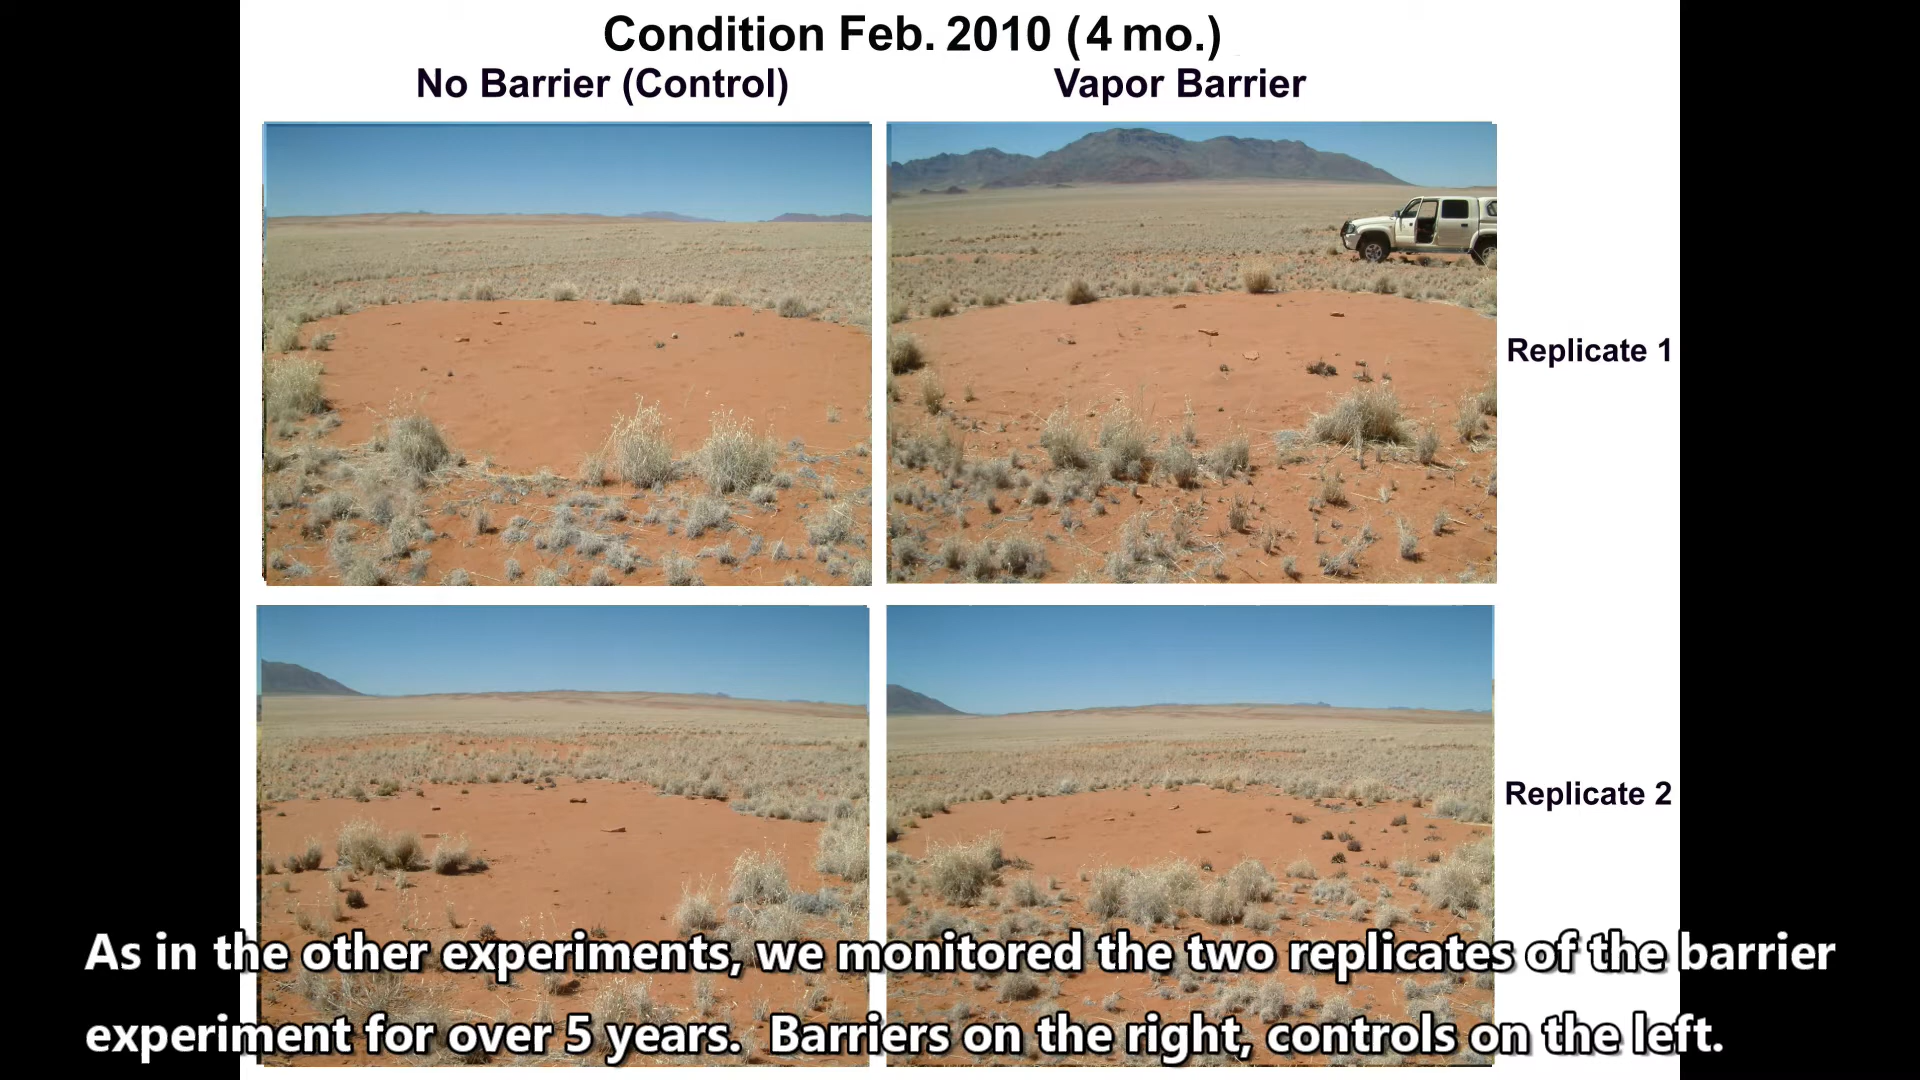 Condition Feb. 2010 (4 mo.)
No Barrier (Control)
Vapor Barrier
Replicate 1
Replicate 2
As in the other experiments, we monitored the two replicates of the barrier
experiment for over 5 years.  Barriers on the right, controls on the left.